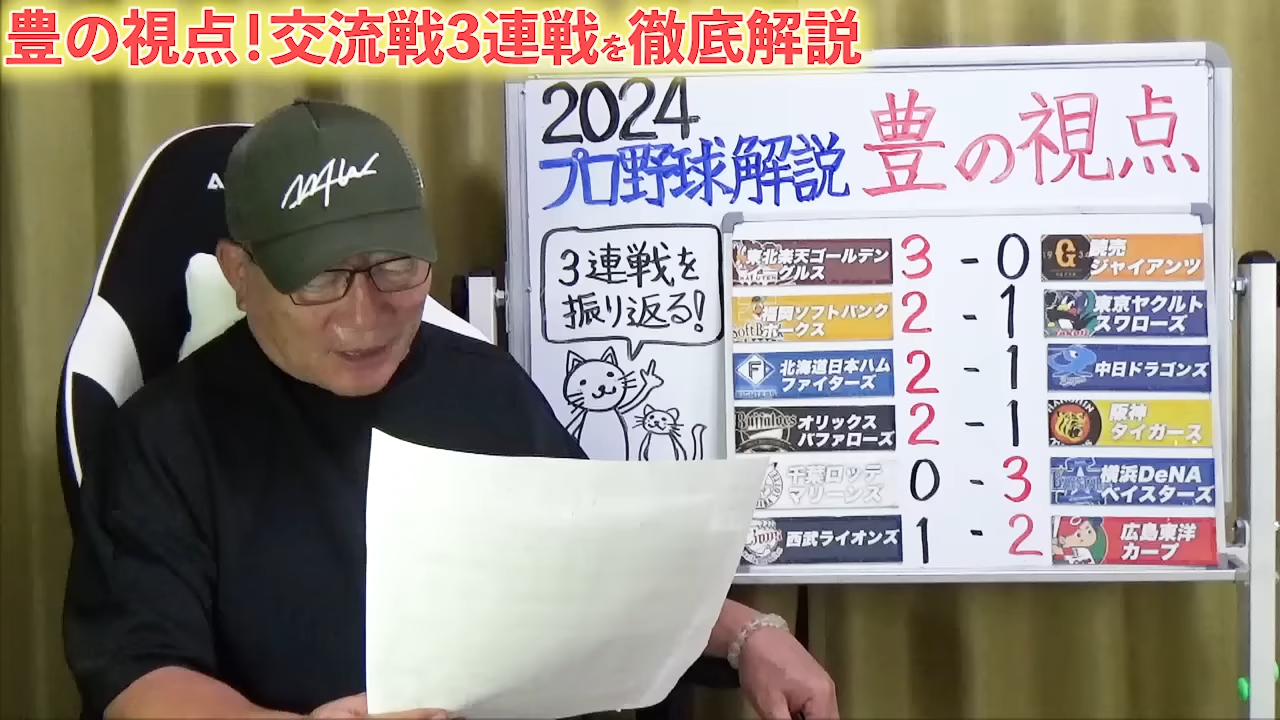 豊の視点!交流戦3連戦を徹底解説
2024
プロ野球解説 豊の視点
3連戦を
振り返る!
東北楽天ゴールデン
グルス
3 - 0
読売
ジャイアンツ
福岡ソフトバンク
ホークス
2 - 1
東京ヤクルト
スワローズ
北海道日本ハム
ファイターズ
2 - 1
中日ドラゴンズ
Buffaloes
オリックス
バファローズ
2 - 1
阪神
タイガース
千葉ロッテ
マリーンズ
0 - 3
横浜DeNA
ベイスターズ
西武ライオンズ
1 - 2
広島東洋
カープ